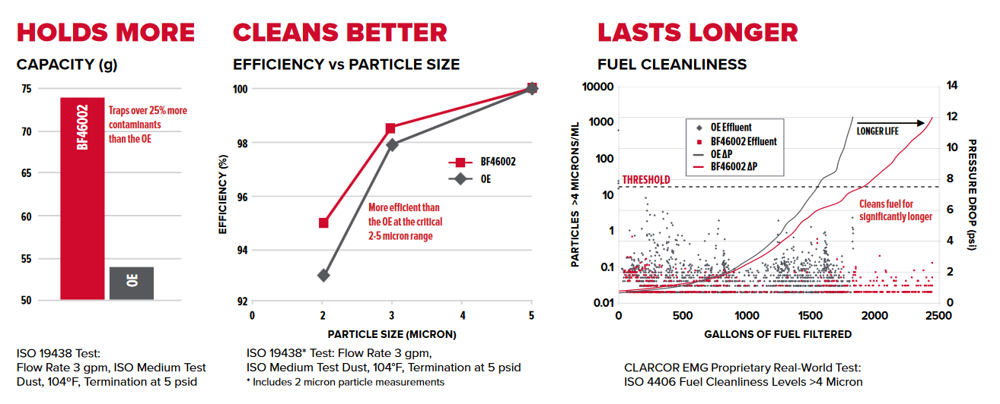 HOLDS MORE
CAPACITY (g)
75
70
65
60
55
50
BF46002
OE
Traps over 25% more
contaminants
than the OE
ISO 19438 Test:
Flow Rate 3 gpm, ISO Medium Test
Dust, 104ºF, Termination at 5 psid
CLEANS BETTER
EFFICIENCY vs PARTICLE SIZE
EFFICIENCY (%)
100
98
96
94
92
0
2
3
4
5
PARTICLE SIZE (MICRON)
BF46002
OE
More efficient than
the OE at the critical
2-5 micron range
ISO 19438* Test: Flow Rate 3 gpm,
ISO Medium Test Dust, 104°F, Termination at 5 psid
* Includes 2 micron particle measurements
LASTS LONGER
FUEL CLEANLINESS
PARTICLES >4 MICRONS/ML
10000
1000
100
10
1
0.1
0.01
OE Effluent
BF46002 Effluent
OE ΔP
BF46002 ΔP
LONGER LIFE
THRESHOLD
Cleans fuel for
significantly longer
14
12
10
8
6
4
2
0
PRESSURE DROP (psi)
0
500
1000
1500
2000
2500
GALLONS OF FUEL FILTERED
CLARCOR EMG Proprietary Real-World Test:
ISO 4406 Fuel Cleanliness Levels >4 Micron